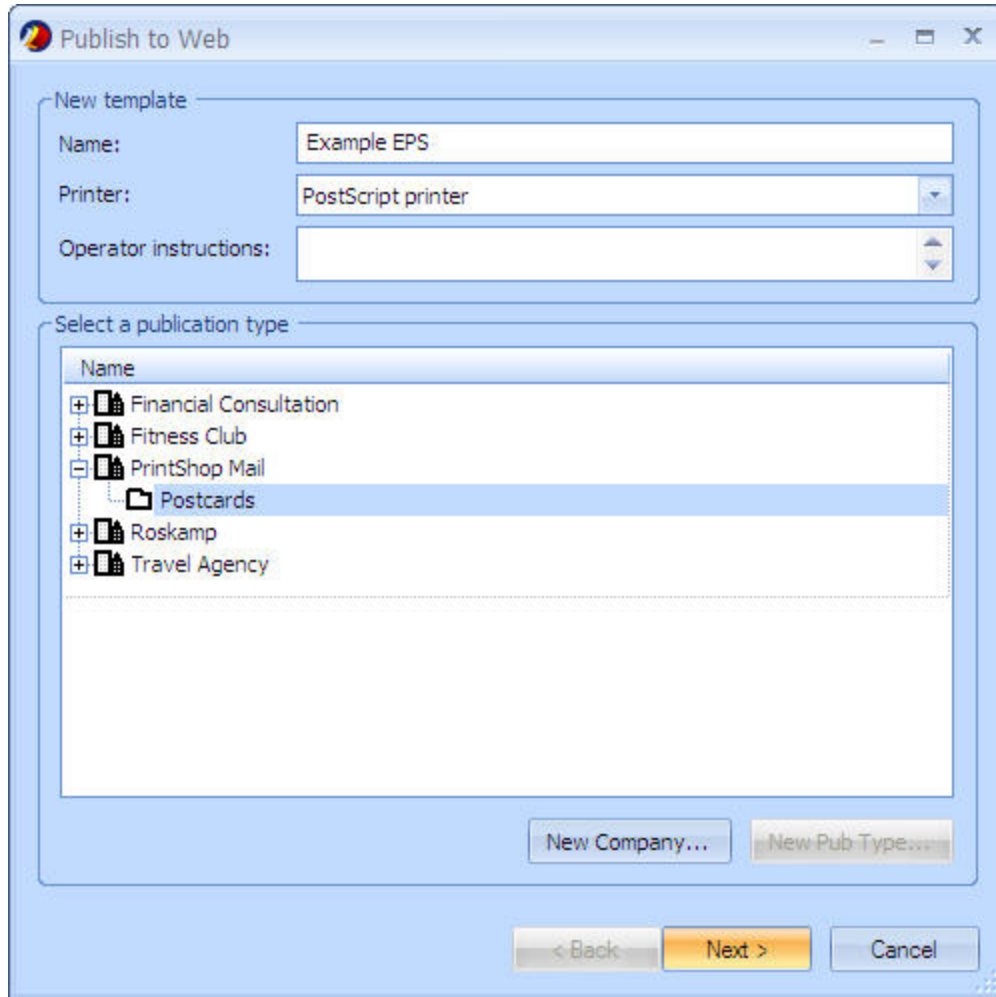 Publish to Web
New template
Name: Example EPS
Printer: PostScript printer
Operator instructions:
Select a publication type
Name
Financial Consultation
Fitness Club
PrintShop Mail
Postcards
Roskamp
Travel Agency
New Company... New Pub Type...
< Back Next > Cancel